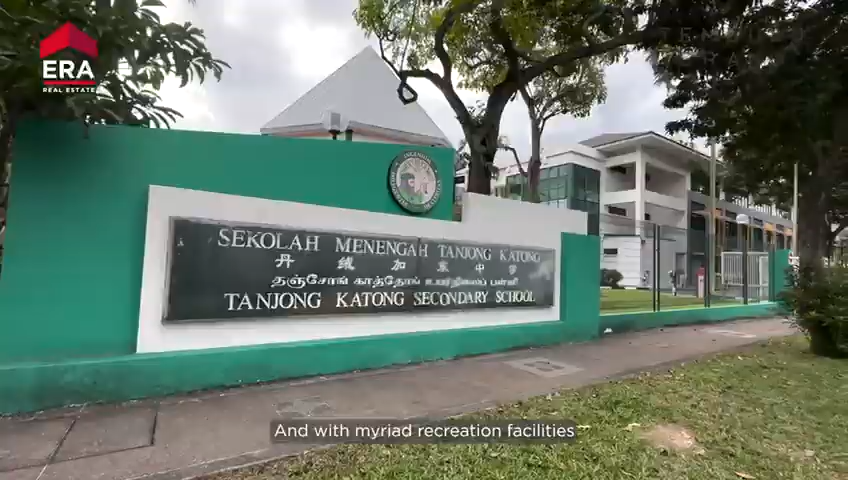 ERA
REAL ESTATE
SEKOLAH MENENGAH TANJONG KATONG
丹 绒 加 东 中 学
தஞ்சோங் காத்தோங் உயர்நிலைப் பள்ளி
TANJONG KATONG SECONDARY SCHOOL
And with myriad recreation facilities